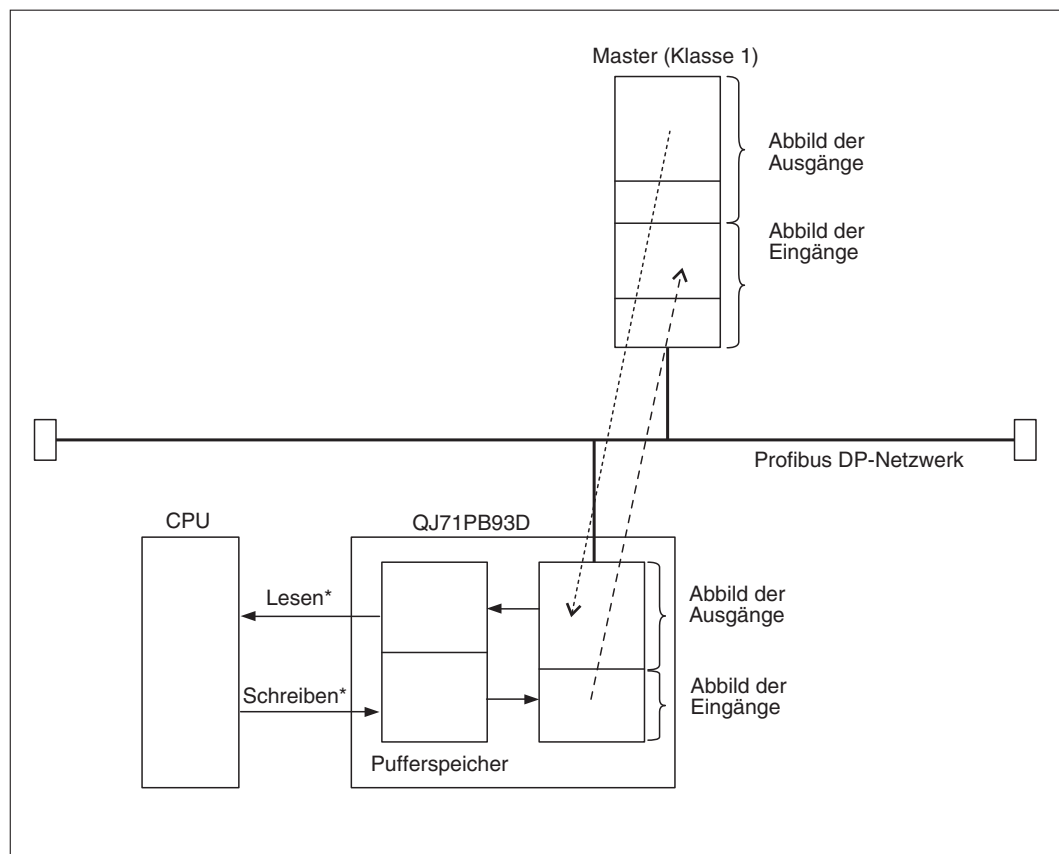 Master (Klasse 1)
Abbild der
Ausgänge
Abbild der
Eingänge
Profibus DP-Netzwerk
CPU
QJ71PB93D
Lesen*
Schreiben*
Pufferspeicher
Abbild der
Ausgänge
Abbild der
Eingänge